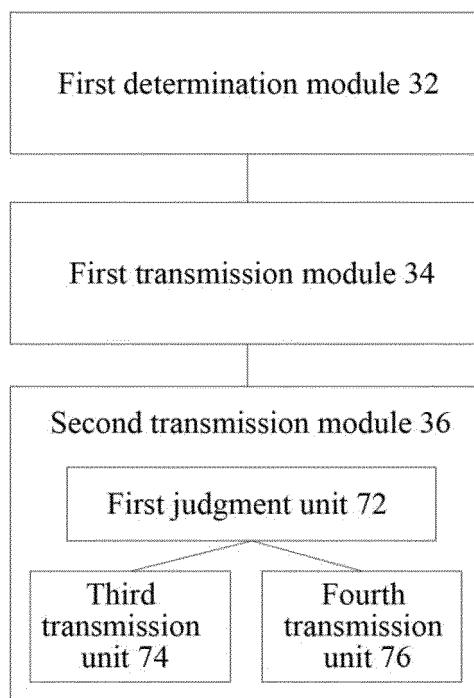 First determination module 32
First transmission module 34
Second transmission module 36
First judgment unit 72
Third
transmission
unit 74
Fourth
transmission
unit 76